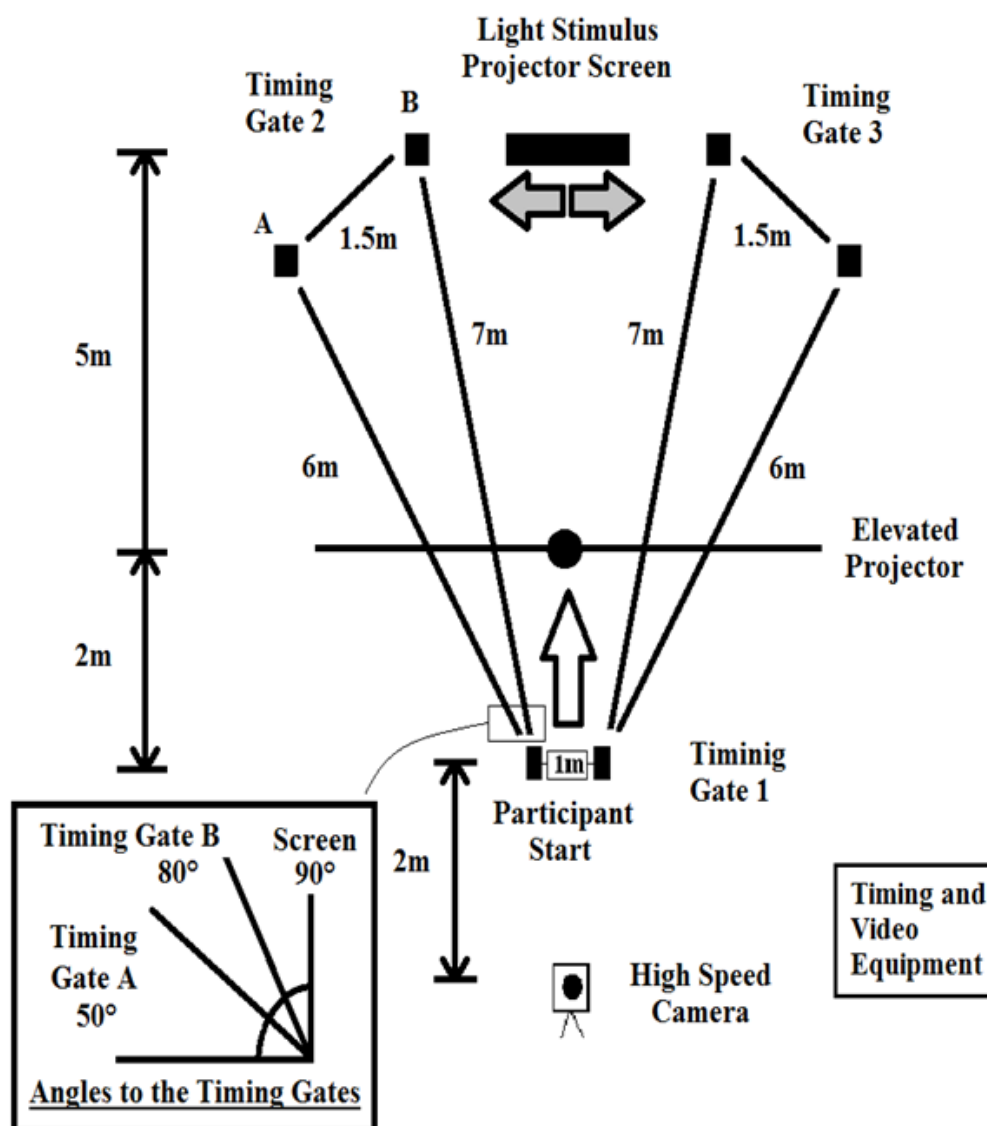 Light Stimulus
Projector Screen
Timing
Gate 2
B
Timing
Gate 3
A
1.5m
1.5m
5m
7m
7m
6m
6m
Elevated
Projector
2m
1m
Timinig
Gate 1
Participant
Start
2m
Timing Gate B
80°
Screen
90°
Timing
Gate A
50°
Angles to the Timing Gates
High Speed
Camera
Timing and
Video
Equipment